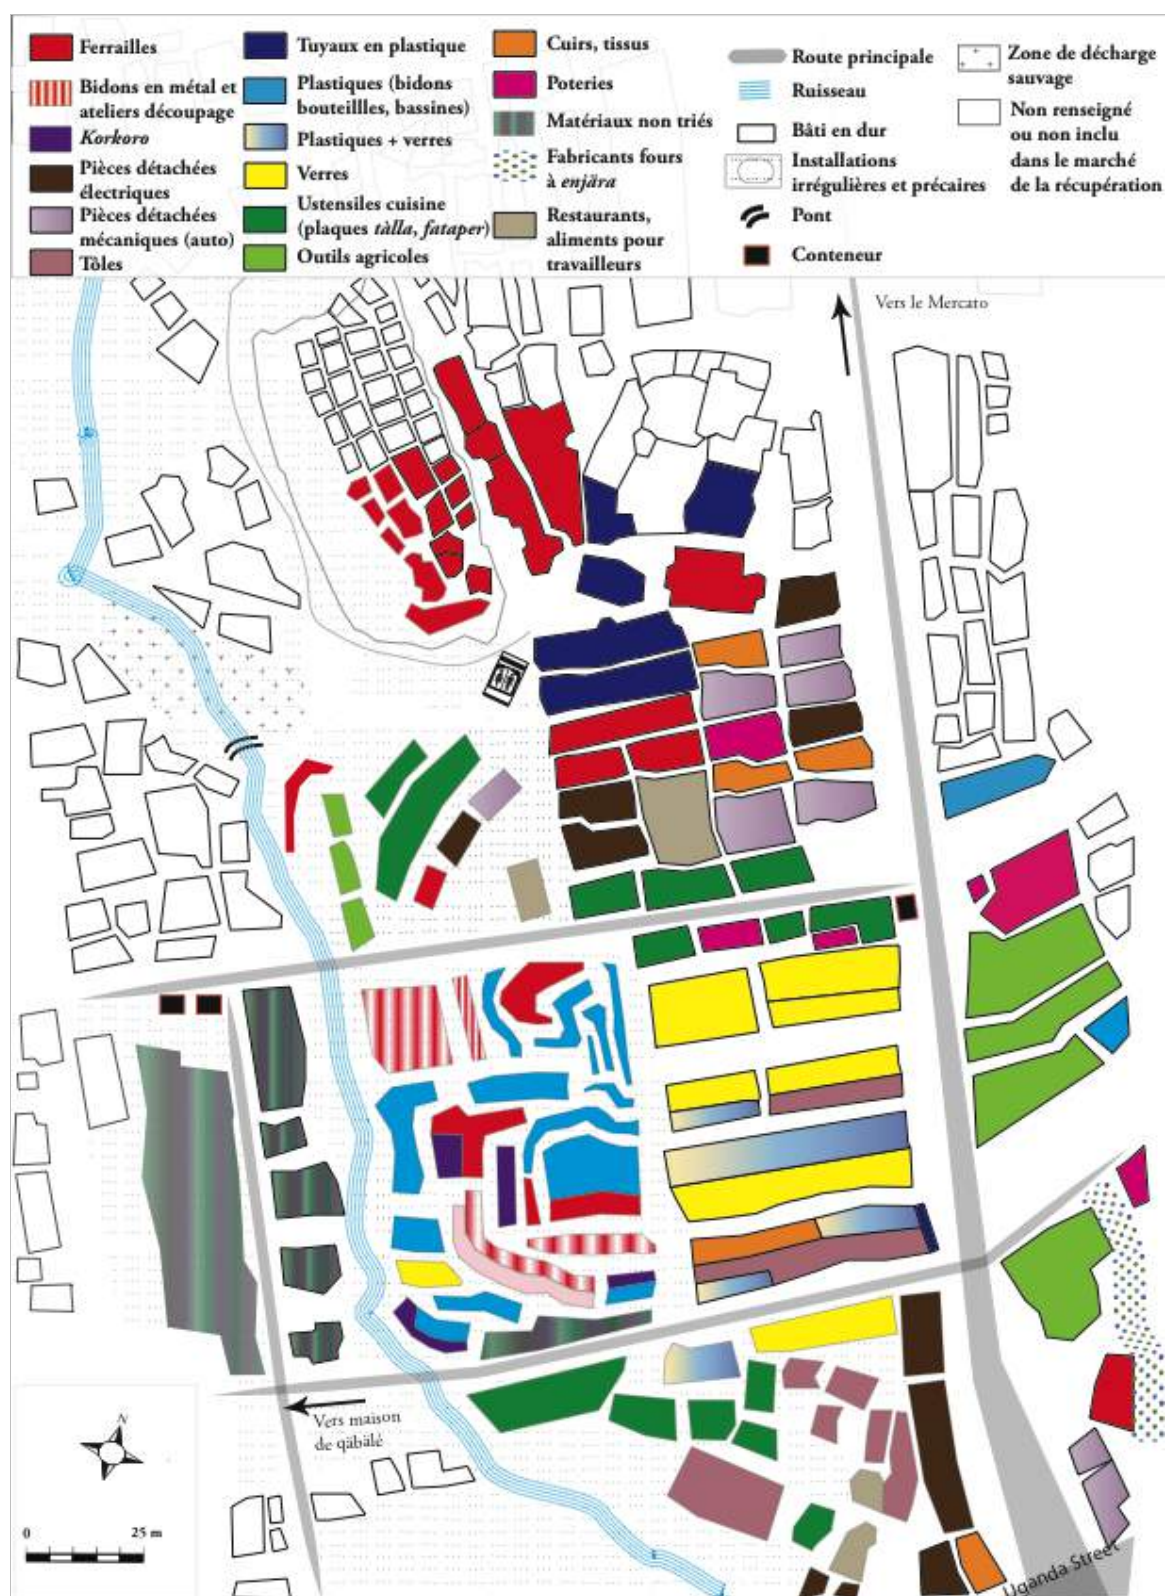 Ferrailles
Bidons en métal et
ateliers découpage
Korkoro
Pièces détachées
électriques
Pièces détachées
mécaniques (auto)
Tôles
Tuyaux en plastique
Plastiques (bidons
bouteillles, bassines)
Plastiques + verres
Verres
Ustensiles cuisine
(plaques tàlla, fataper)
Outils agricoles
Cuirs, tissus
Poteries
Matériaux non triés
Fabricants fours
à enjära
Restaurants,
aliments pour
travailleurs
Route principale
Ruisseau
Bâti en dur
Installations
irrégulières et précaires
Pont
Conteneur
Zone de décharge
sauvage
Non renseigné
ou non inclu
dans le marché
de la récupération
Vers le Mercato
Vers maison
de qäbälé
N
0 25 m
Uganda Street